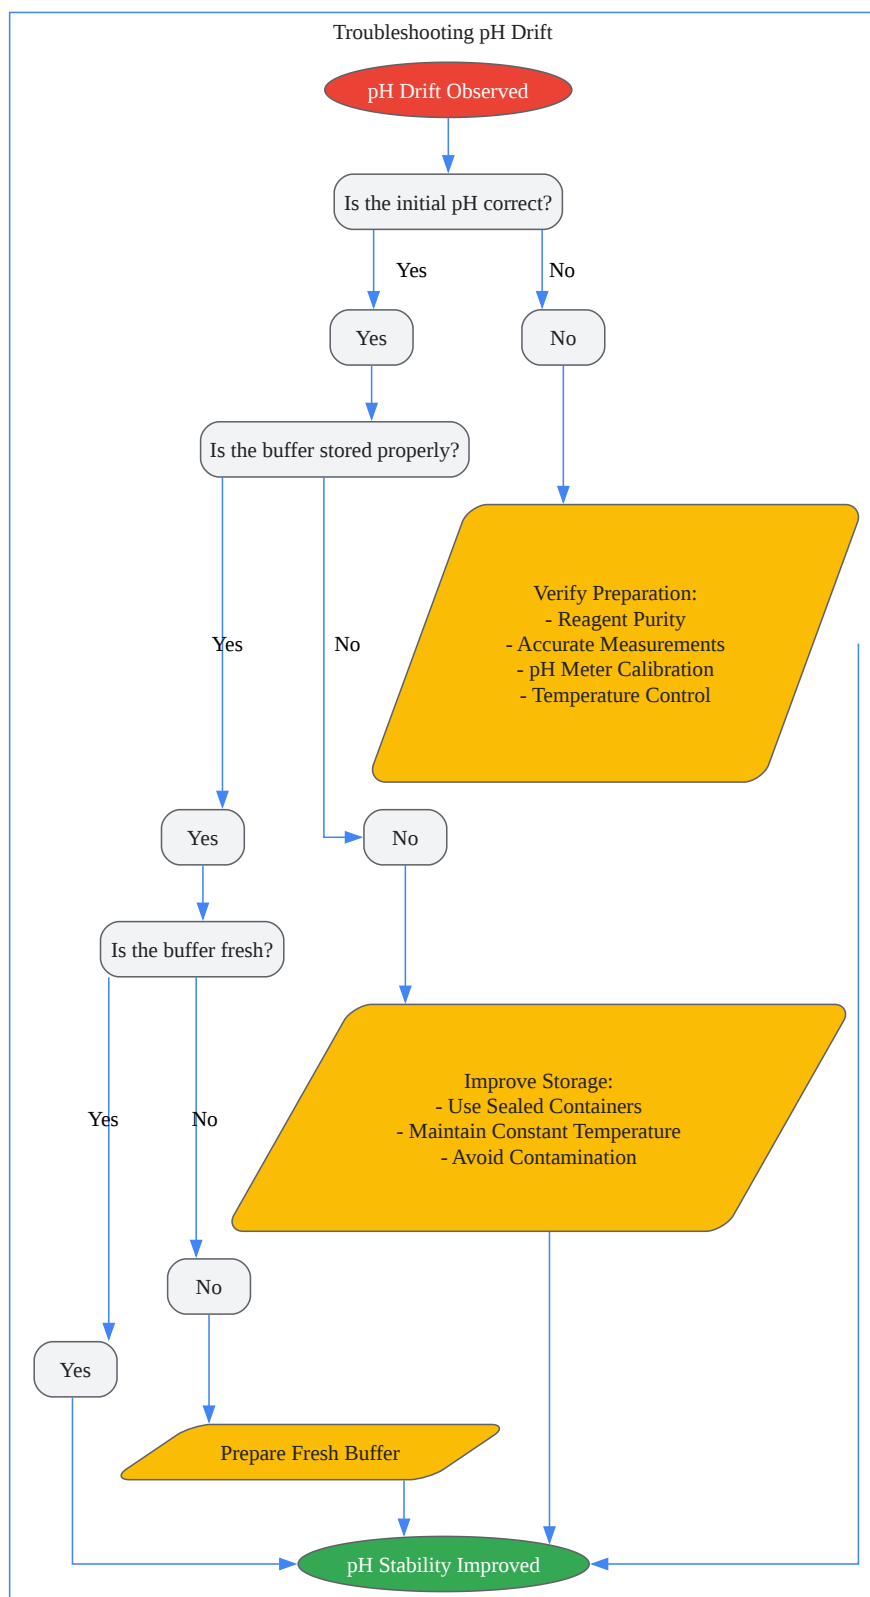 Troubleshooting pH Drift
pH Drift Observed
Is the initial pH correct?
Yes
No
Yes
No
Is the buffer stored properly?
Verify Preparation:
- Reagent Purity
- Accurate Measurements
- pH Meter Calibration
- Temperature Control
Yes
No
Yes
No
Is the buffer fresh?
Improve Storage:
- Use Sealed Containers
- Maintain Constant Temperature
- Avoid Contamination
Yes
No
No
Yes
Prepare Fresh Buffer
pH Stability Improved